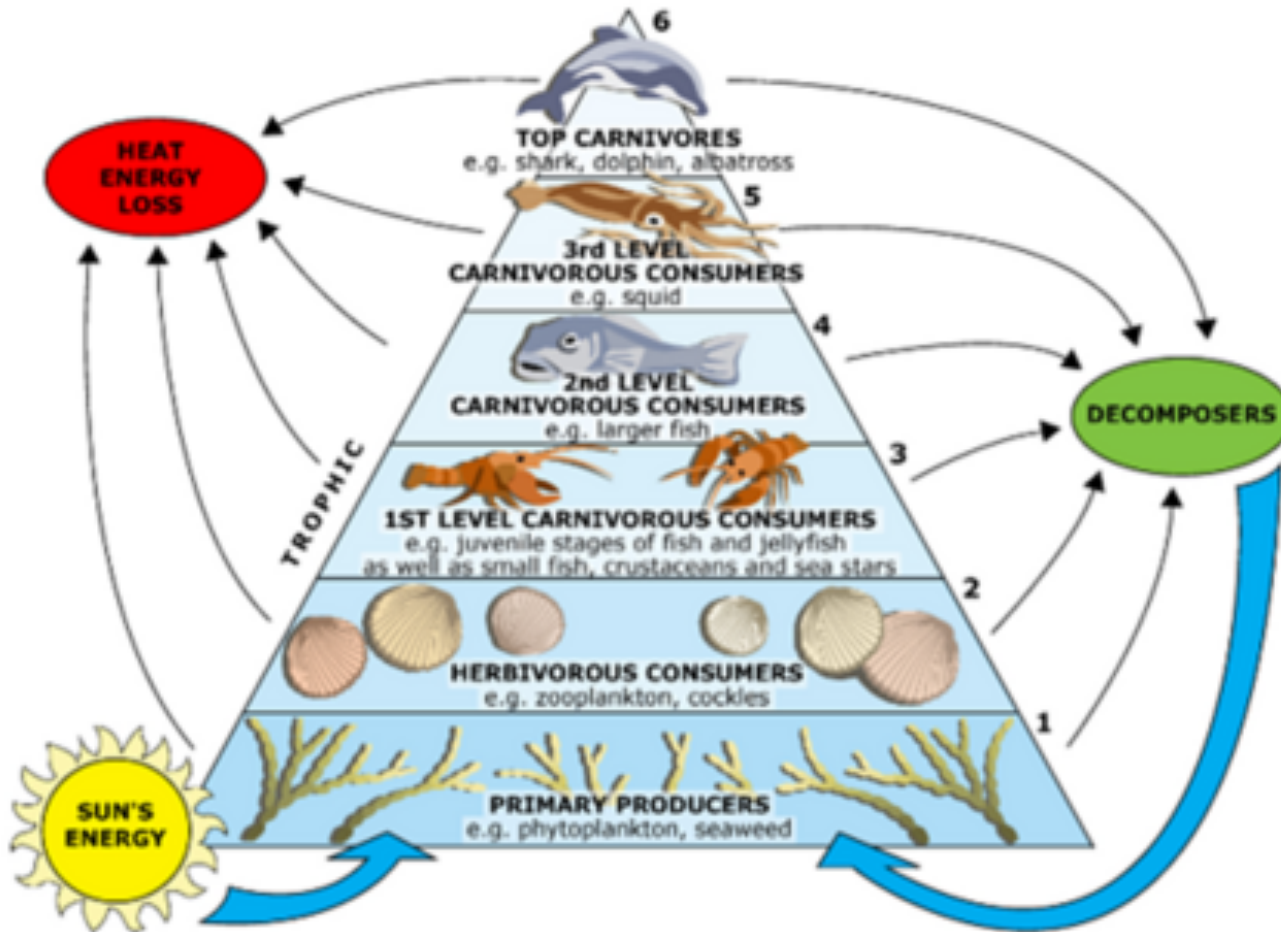 6
TOP CARNIVORES
e.g. shark, dolphin, albatross
HEAT
ENERGY
LOSS
5
3rd LEVEL
CARNIVOROUS CONSUMERS
e.g. squid
4
2nd LEVEL
CARNIVOROUS CONSUMERS
e.g. larger fish
DECOMPOSERS
3
TROPHIC
1ST LEVEL CARNIVOROUS CONSUMERS
e.g. juvenile stages of fish and jellyfish
as well as small fish, crustaceans and sea stars
2
HERBIVOROUS CONSUMERS
e.g. zooplankton, cockles
1
PRIMARY PRODUCERS
e.g. phytoplankton, seaweed
SUN'S
ENERGY